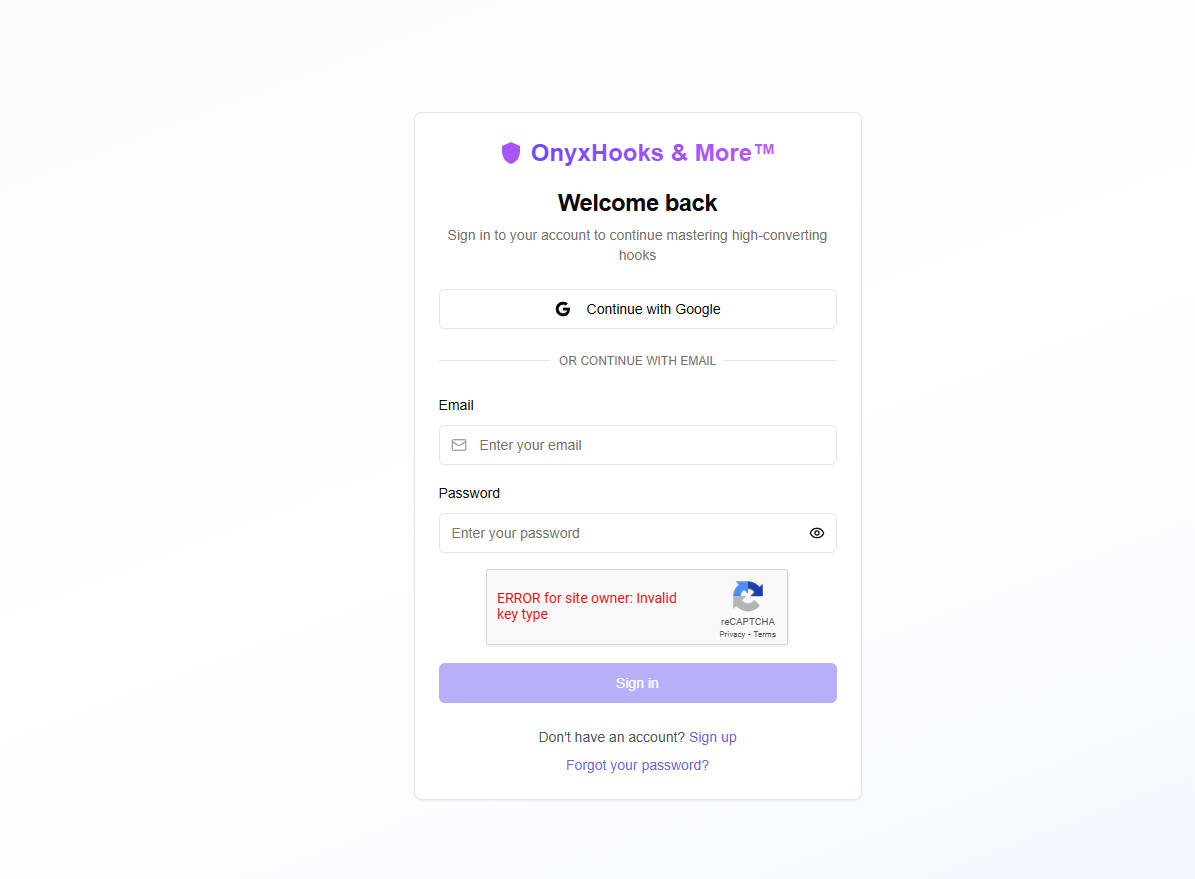 OnyxHooks & More™
Welcome back
Sign in to your account to continue mastering high-converting
hooks
G Continue with Google
OR CONTINUE WITH EMAIL
Email
Enter your email
Password
Enter your password
ERROR for site owner: Invalid
key type
reCAPTCHA
Privacy - Terms
Sign in
Don't have an account? Sign up
Forgot your password?